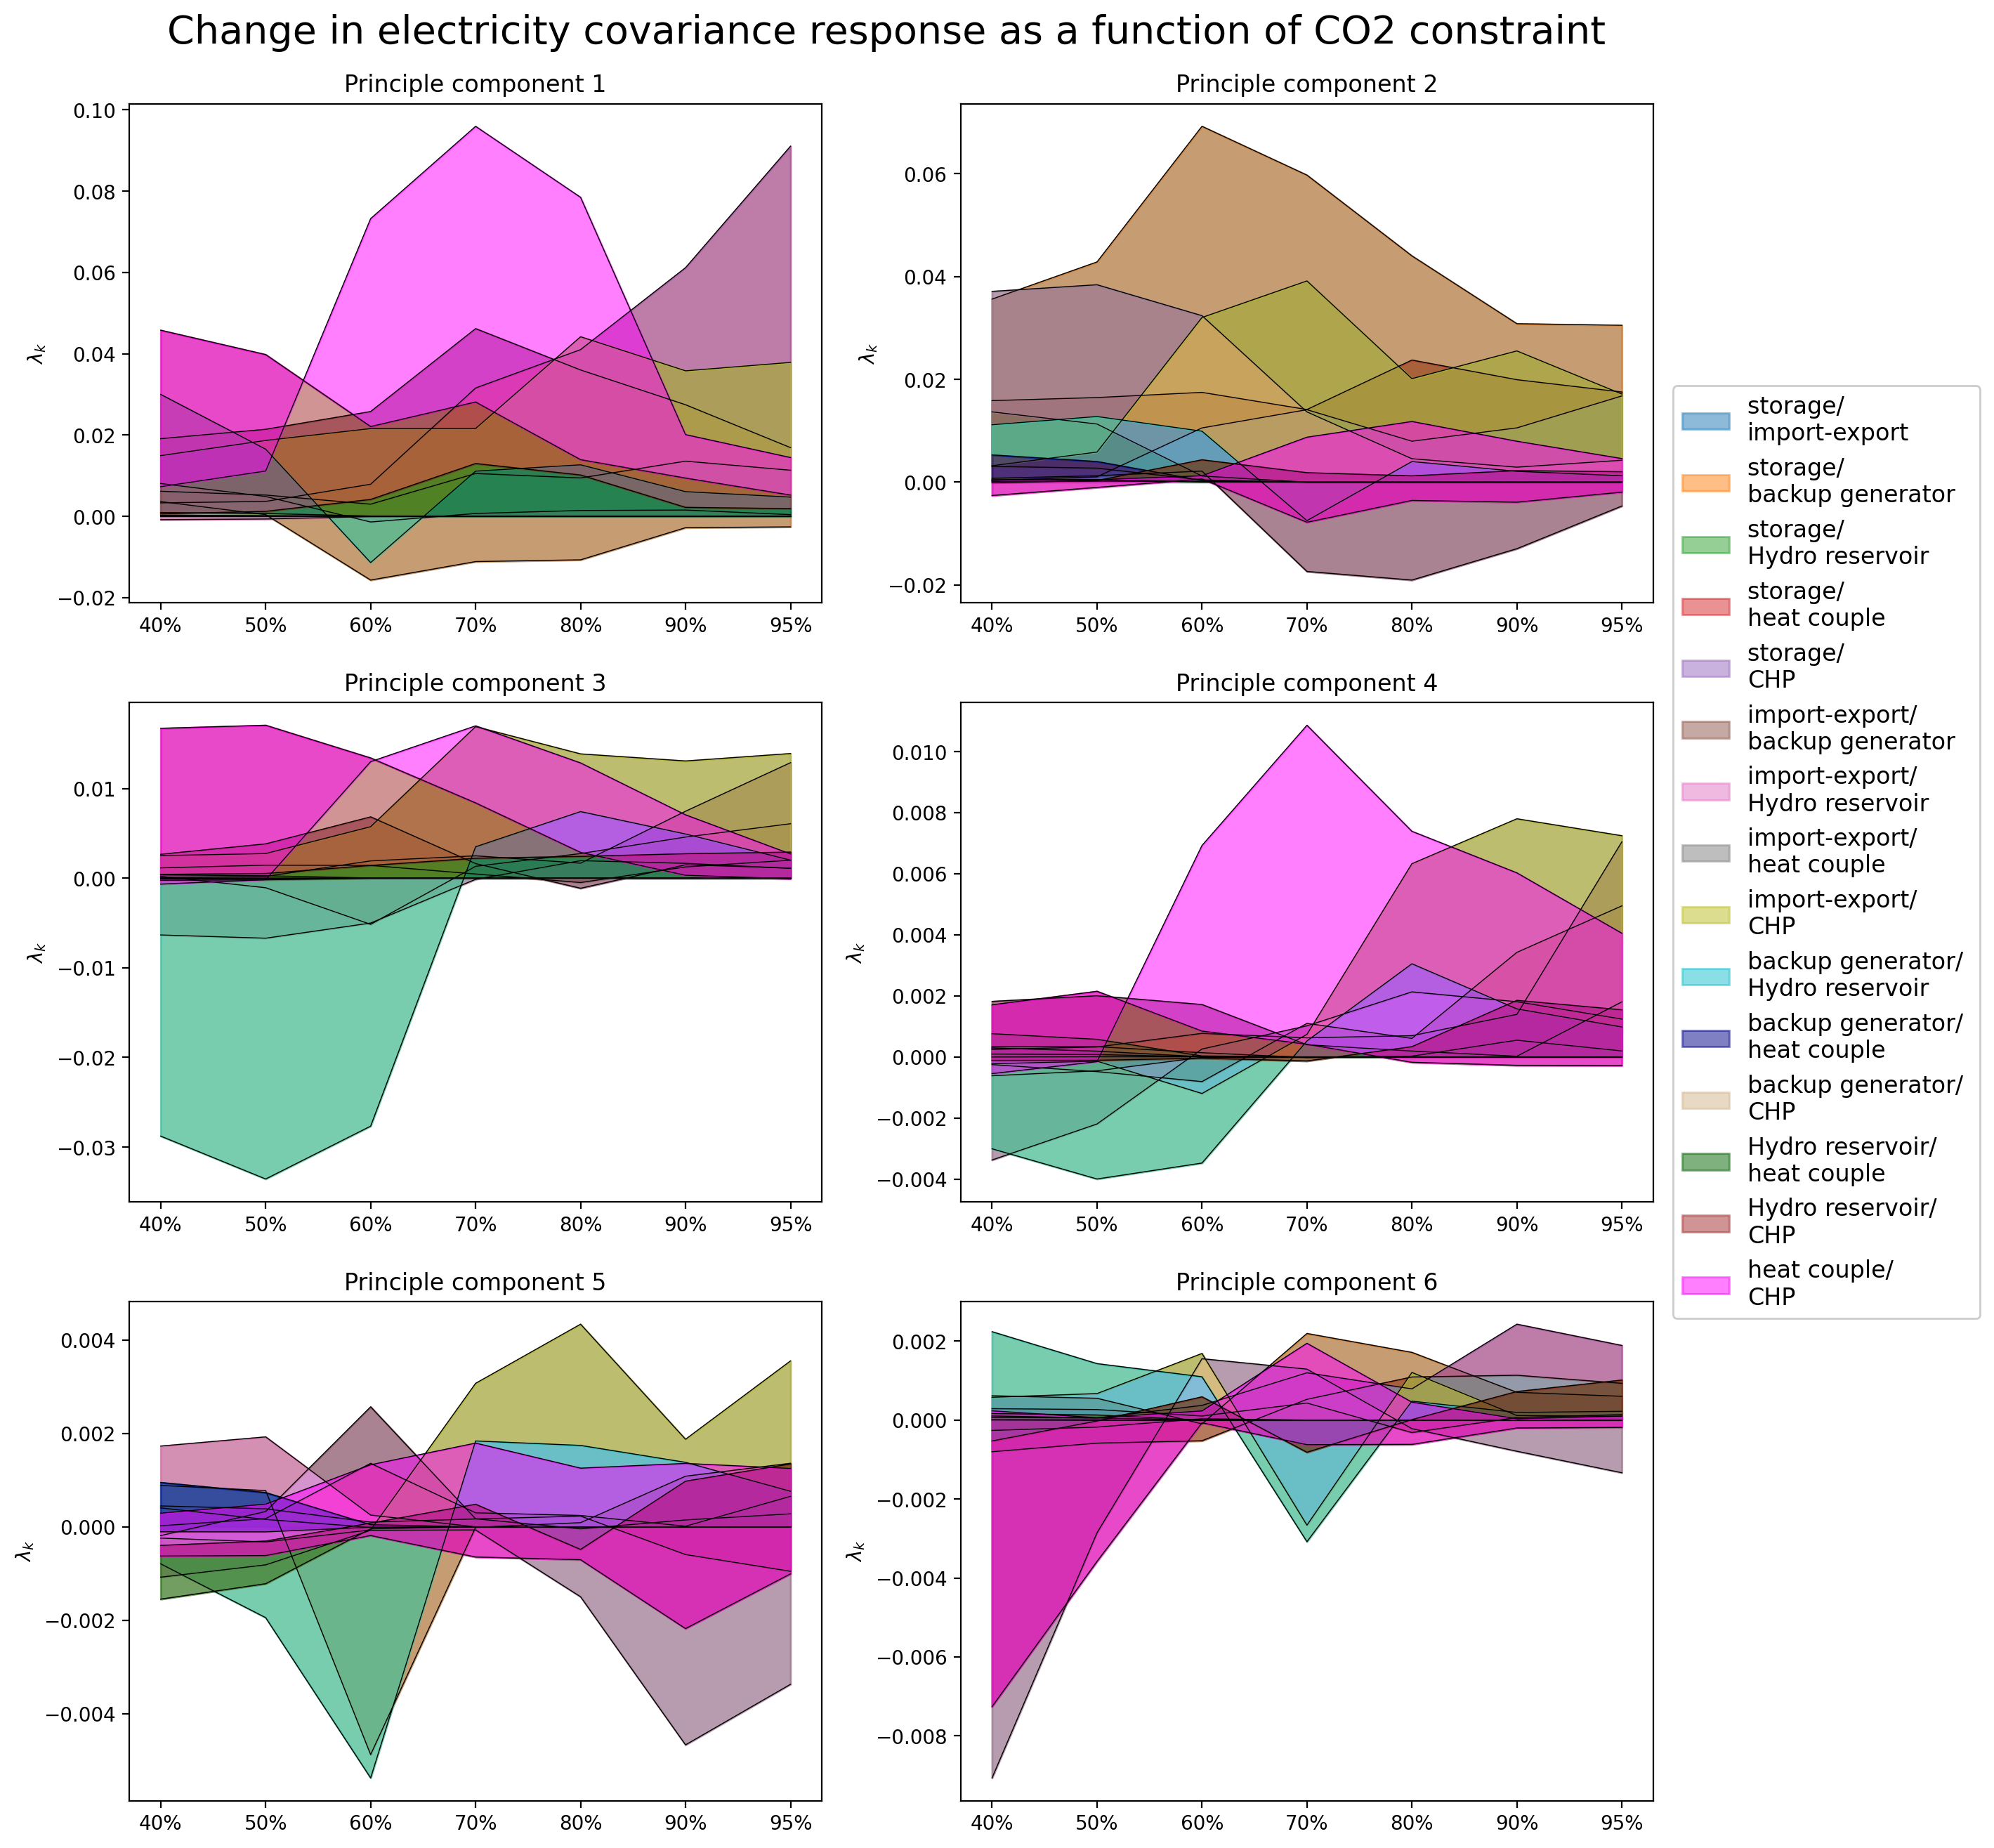 Change in electricity covariance response as a function of CO2 constraint
Principle component 1
0.10
0.08
0.06
0.04
0.02
0.00
−0.02
λk
40% 50% 60% 70% 80% 90% 95%
Principle component 2
0.06
0.04
0.02
0.00
−0.02
λk
40% 50% 60% 70% 80% 90% 95%
Principle component 3
0.01
0.00
−0.01
−0.02
−0.03
λk
40% 50% 60% 70% 80% 90% 95%
Principle component 4
0.010
0.008
0.006
0.004
0.002
0.000
−0.002
−0.004
λk
40% 50% 60% 70% 80% 90% 95%
Principle component 5
0.004
0.002
0.000
−0.002
−0.004
λk
40% 50% 60% 70% 80% 90% 95%
Principle component 6
0.002
0.000
−0.002
−0.004
−0.006
−0.008
λk
40% 50% 60% 70% 80% 90% 95%
storage/
import-export
storage/
backup generator
storage/
Hydro reservoir
storage/
heat couple
storage/
CHP
import-export/
backup generator
import-export/
Hydro reservoir
import-export/
heat couple
import-export/
CHP
backup generator/
Hydro reservoir
backup generator/
heat couple
backup generator/
CHP
Hydro reservoir/
heat couple
Hydro reservoir/
CHP
heat couple/
CHP